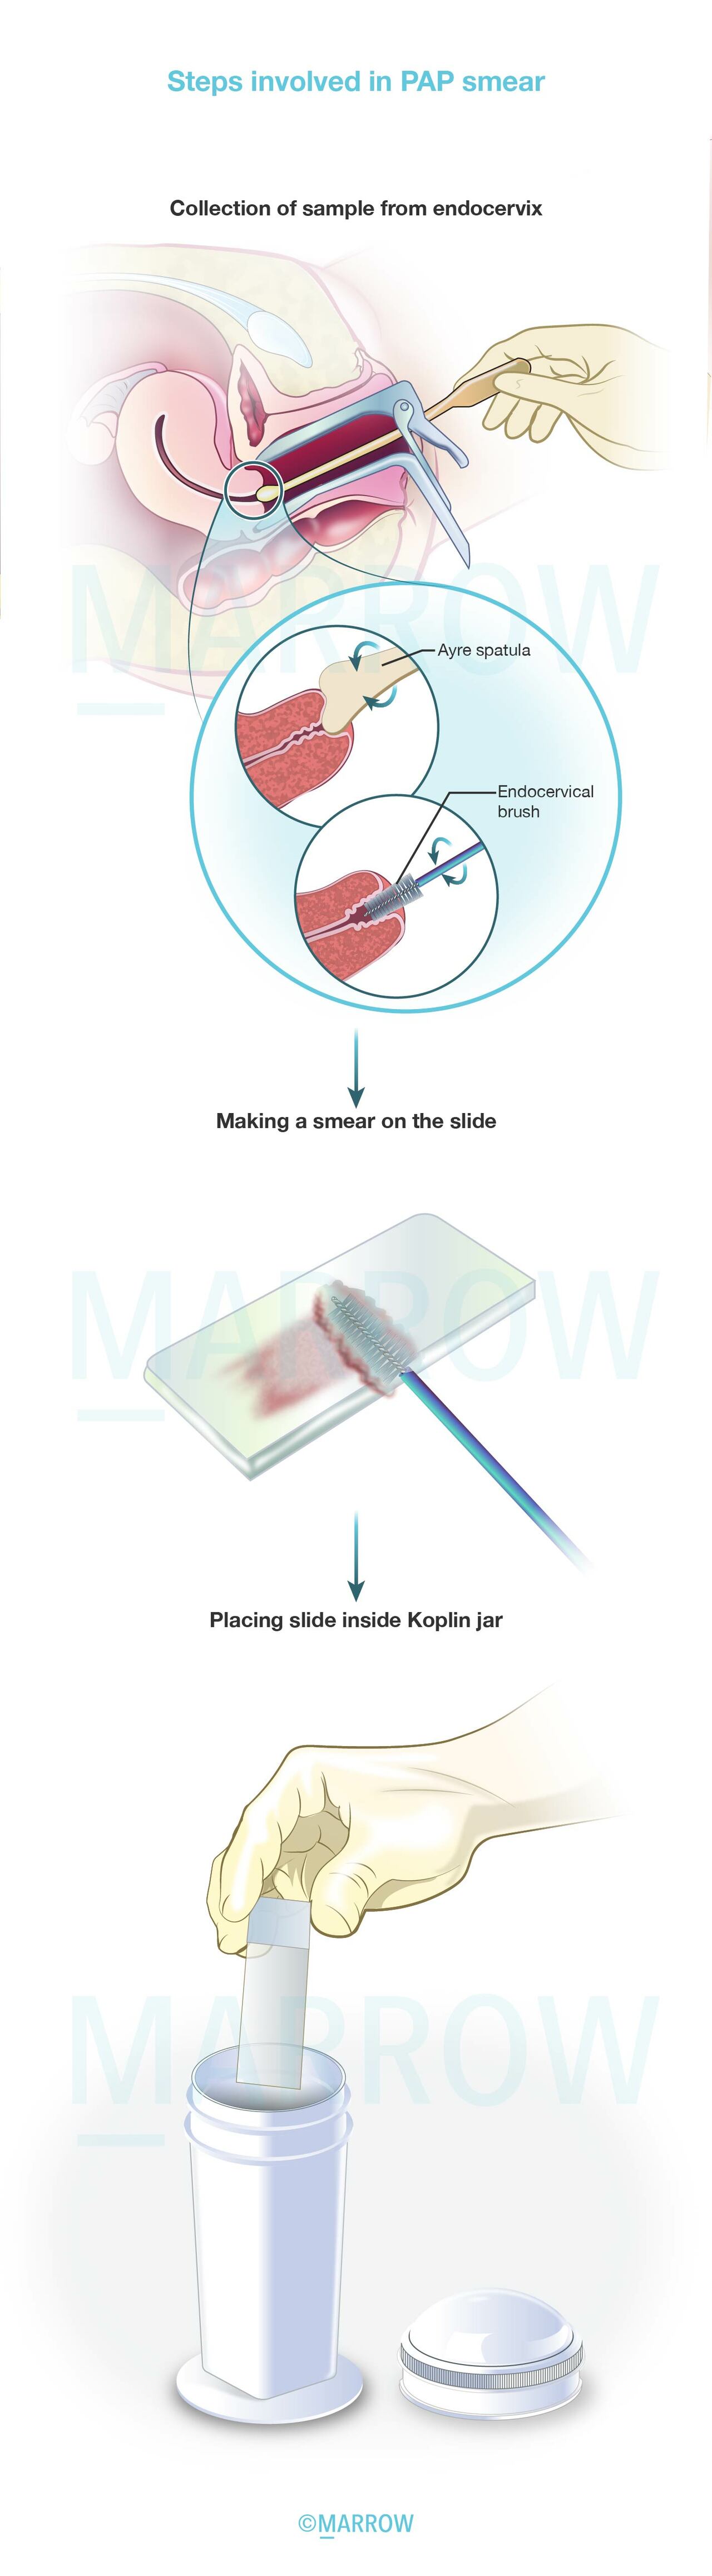 Steps involved in PAP smear
Collection of sample from endocervix
MARROW
Ayre spatula
Endocervical
brush
Making a smear on the slide
MARROW
Placing slide inside Koplin jar
MARROW
©MARROW